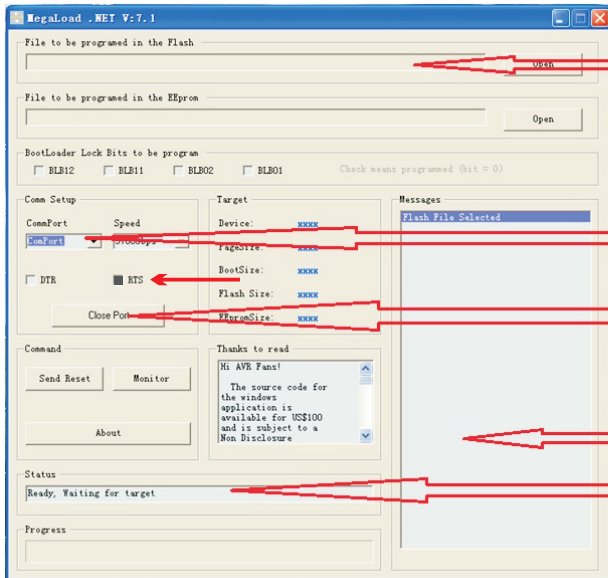 MegaLoad .NET V:7.1
File to be programed in the Flash
Open
File to be programed in the EEprom
Open
BootLoader Lock Bits to be program
BLB12 BLB11 BLB02 BLB01 Check means programmed (bit = 0)
Comm Setup
CommPort Speed
ComPort
DTR RTS
Close Port
Target
Device: xxxx
PageSize: xxxx
BootSize: xxxx
Flash Size: xxxx
EEpromSize: xxxx
Messages
Flash File Selected
Command
Send Reset Monitor
About
Thanks to read
Hi AVR Fans!
The source code for
the windows
application is
available for US$100
and is subject to a
Non Disclosure
Status
Ready, Waiting for target
Progress